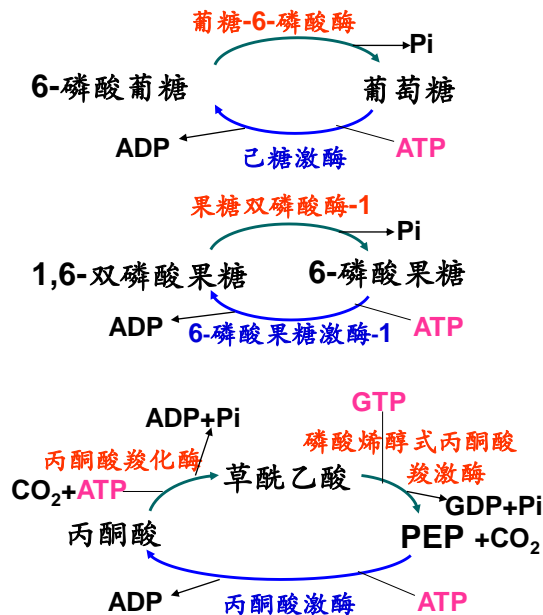 葡糖-6-磷酸酶
Pi
6-磷酸葡糖
葡萄糖
ADP
己糖激酶
ATP
果糖双磷酸酶-1
Pi
1,6-双磷酸果糖
6-磷酸果糖
ADP
6-磷酸果糖激酶-1
ATP
GTP
ADP+Pi
磷酸烯醇式丙酮酸
羧激酶
丙酮酸羧化酶
草酰乙酸
CO₂+ATP
GDP+Pi
丙酮酸
PEP +CO₂
ADP
丙酮酸激酶
ATP